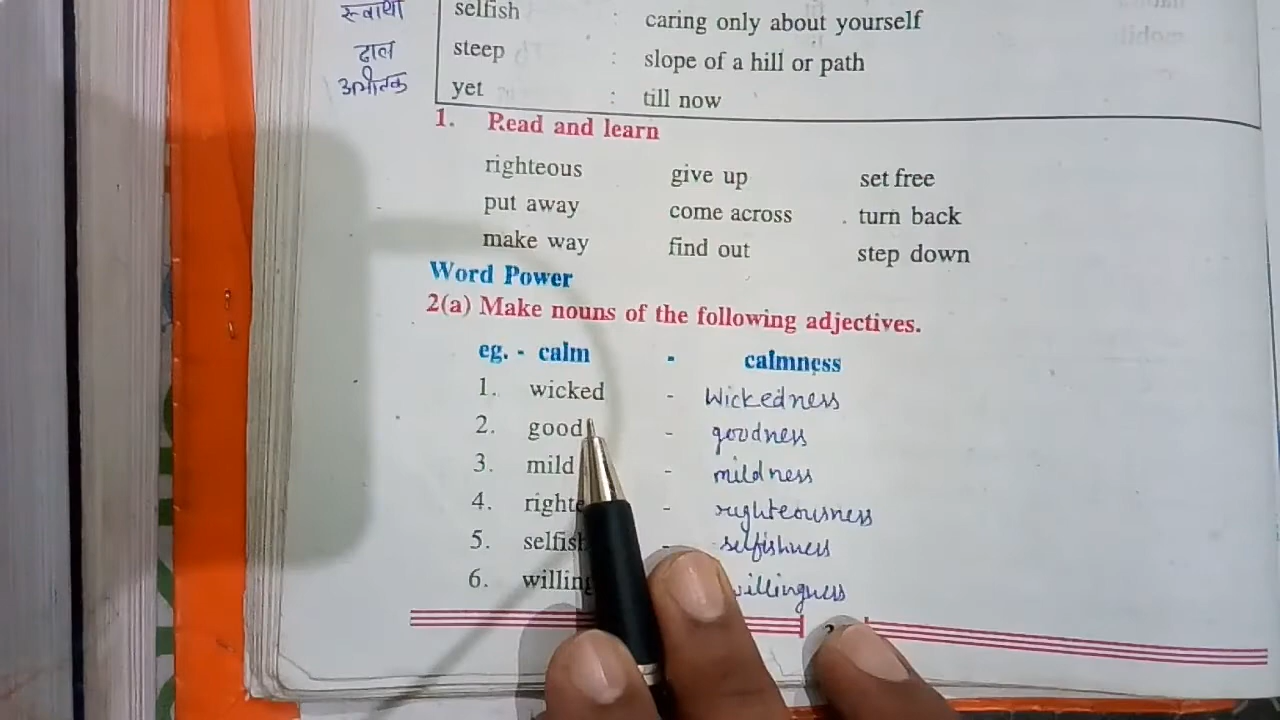 स्वार्थी selfish : caring only about yourself
ढाल steep : slope of a hill or path
अभीतक yet : till now
1. Read and learn
righteous give up set free
put away come across turn back
make way find out step down
Word Power
2(a) Make nouns of the following adjectives.
eg. - calm - calmness
1. wicked - Wickedness
2. good - goodness
3. mild - mildness
4. righte - righteousness
5. selfish - selfishness
6. willing willingness